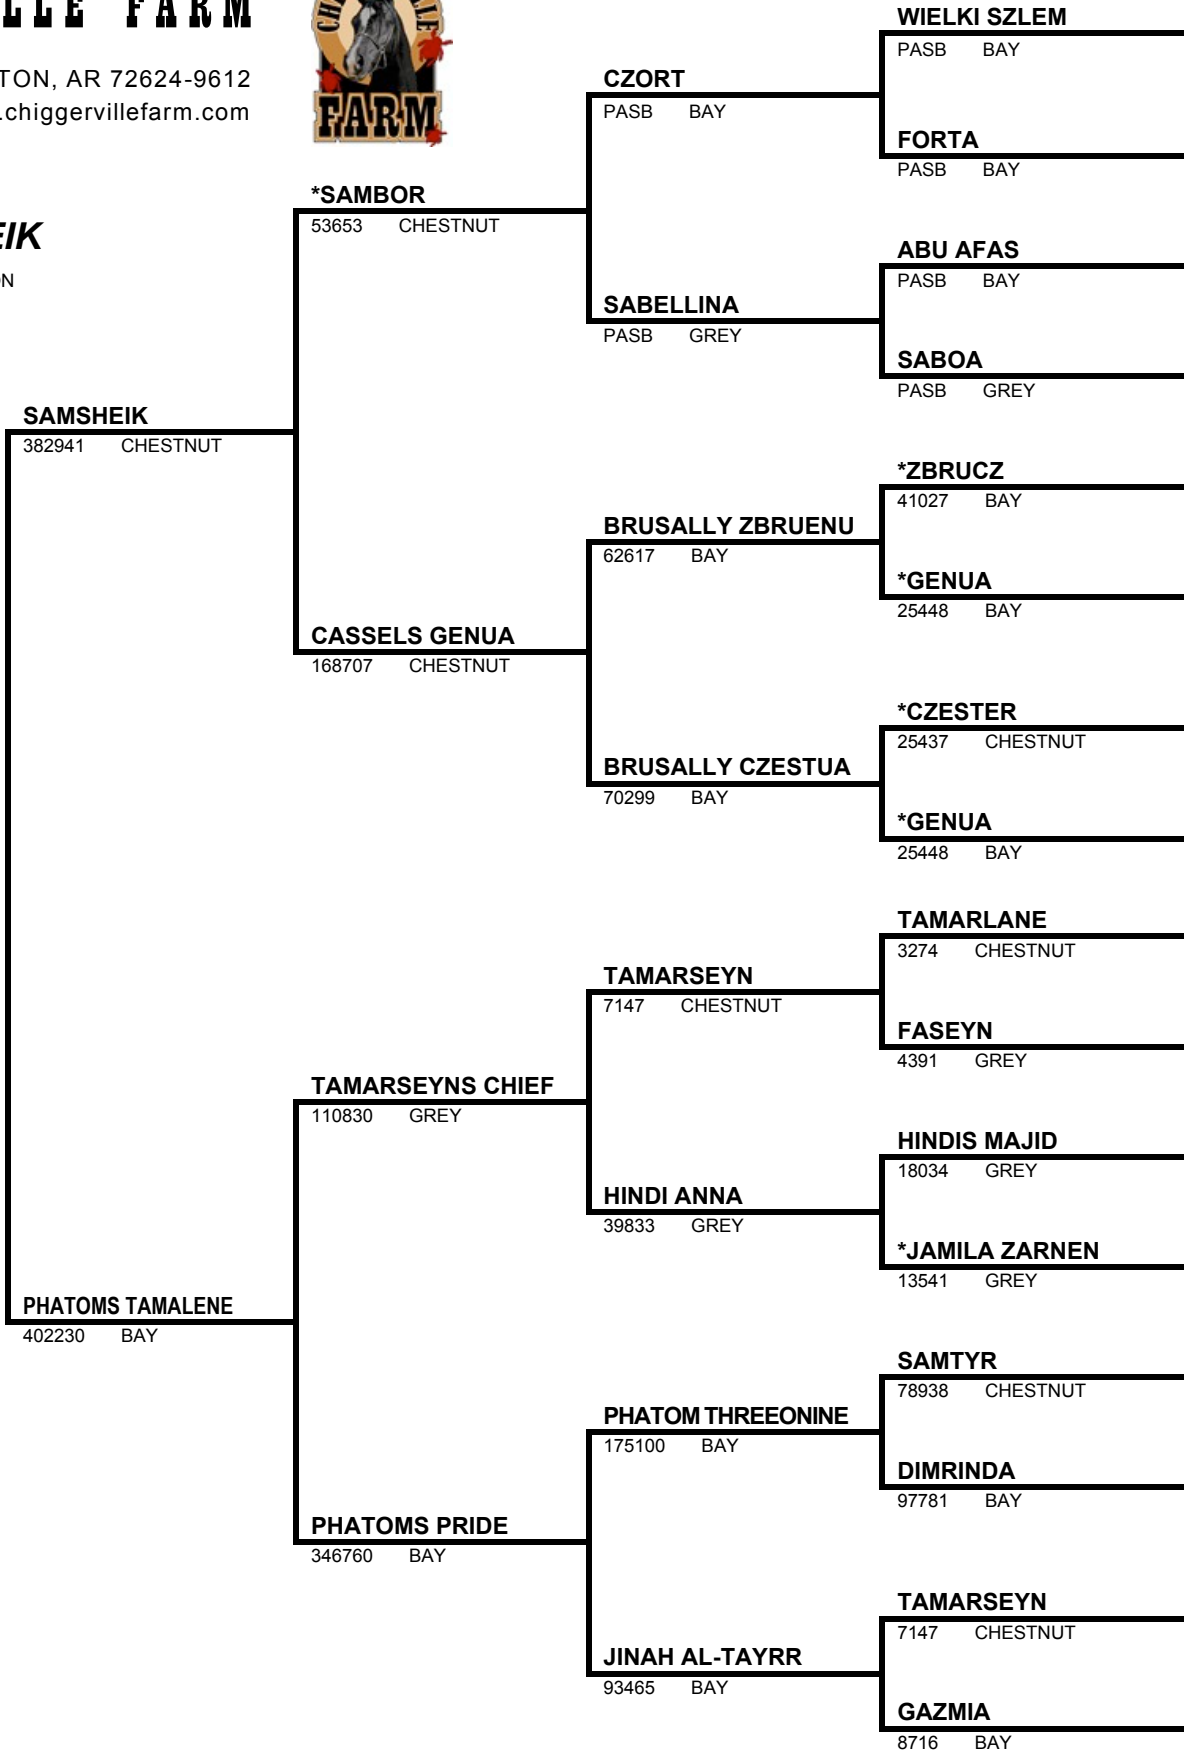 FARM
TON, AR 72624-9612
.chiggervillefarm.com
FARM
EIK
SAMSHEIK
382941 CHESTNUT
PHATOMS TAMALENE
402230 BAY
*SAMBOR
53653 CHESTNUT
CASSELS GENUA
168707 CHESTNUT
TAMARSEYNS CHIEF
110830 GREY
PHATOMS PRIDE
346760 BAY
CZORT
PASB BAY
SABELLINA
PASB GREY
BRUSALLY ZBRUENU
62617 BAY
BRUSALLY CZESTUA
70299 BAY
TAMARSEYN
7147 CHESTNUT
HINDI ANNA
39833 GREY
PHATOM THREEONINE
175100 BAY
JINAH AL-TAYRR
93465 BAY
WIELKI SZLEM
PASB BAY
FORTA
PASB BAY
ABU AFAS
PASB BAY
SABOA
PASB GREY
*ZBRUCZ
41027 BAY
*GENUA
25448 BAY
*CZESTER
25437 CHESTNUT
*GENUA
25448 BAY
TAMARLANE
3274 CHESTNUT
FASEYN
4391 GREY
HINDIS MAJID
18034 GREY
*JAMILA ZARNEN
13541 GREY
SAMTYR
78938 CHESTNUT
DIMRINDA
97781 BAY
TAMARSEYN
7147 CHESTNUT
GAZMIA
8716 BAY